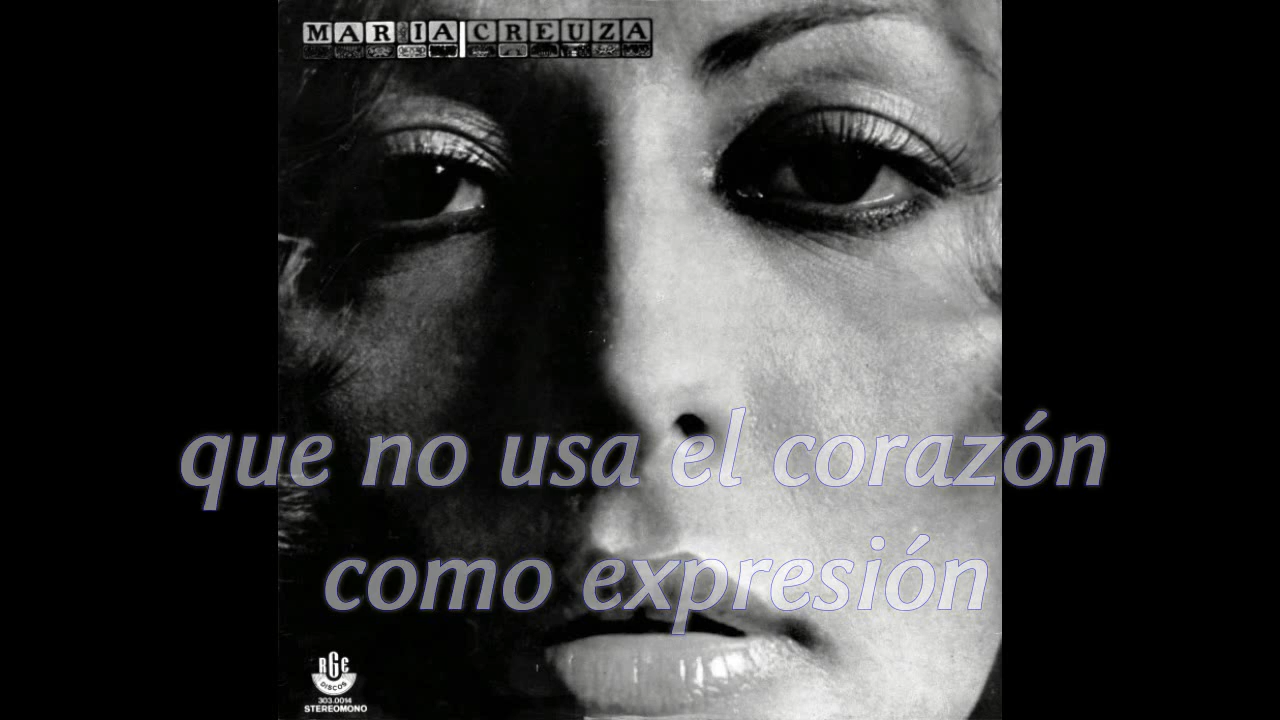 MARIA CREUZA
que no usa el corazón
como expresión
RGE
DISCOS
303.0014
STEREOMONO